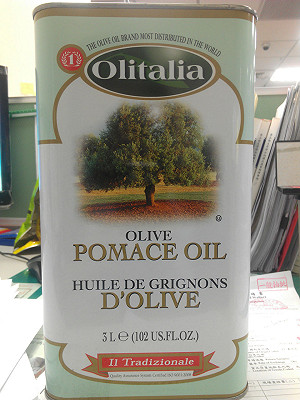 THE OLIVE OIL BRAND MOST DISTRIBUTED IN THE WORLD
Olitalia
OLIVE
POMACE OIL
HUILE DE GRIGNONS
D'OLIVE
3 L ℮ (102 US.FL.OZ.)
Il Tradizionale